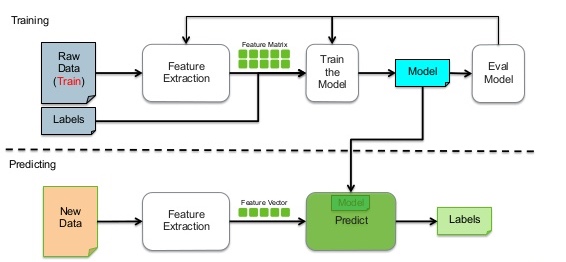 Training
Raw
Data
(Train)
Labels
Feature
Extraction
Feature Matrix
Train
the
Model
Model
Eval
Model
Predicting
New
Data
Feature
Extraction
Feature Vector
Model
Predict
Labels